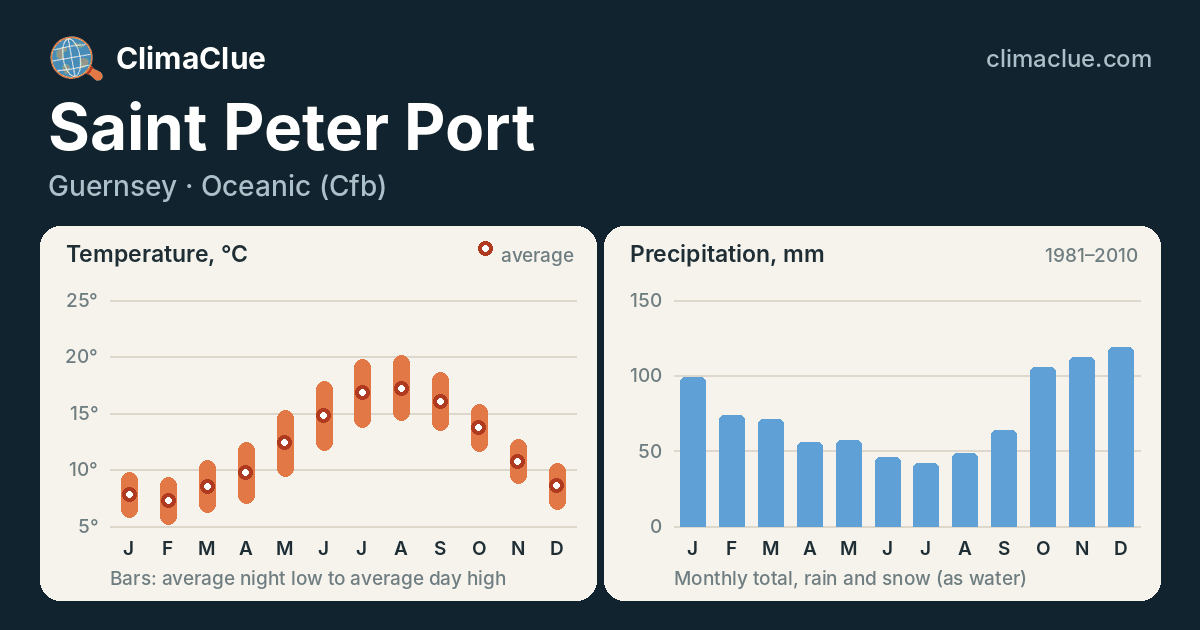 ClimaClue
climaclue.com
Saint Peter Port
Guernsey · Oceanic (Cfb)
Temperature, °C
average
25°
20°
15°
10°
5°
J F M A M J J A S O N D
Bars: average night low to average day high
Precipitation, mm
1981–2010
150
100
50
0
J F M A M J J A S O N D
Monthly total, rain and snow (as water)